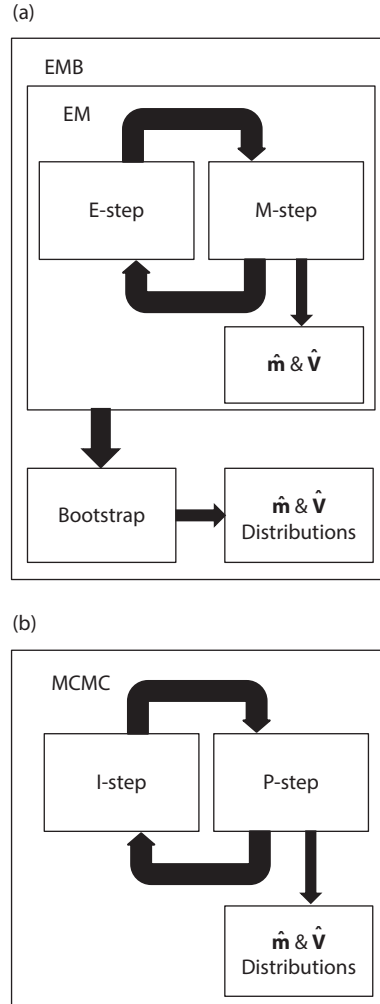 (a)
EMB
EM
E-step
M-step
m̂ & V̂
Bootstrap
m̂ & V̂
Distributions
(b)
MCMC
I-step
P-step
m̂ & V̂
Distributions